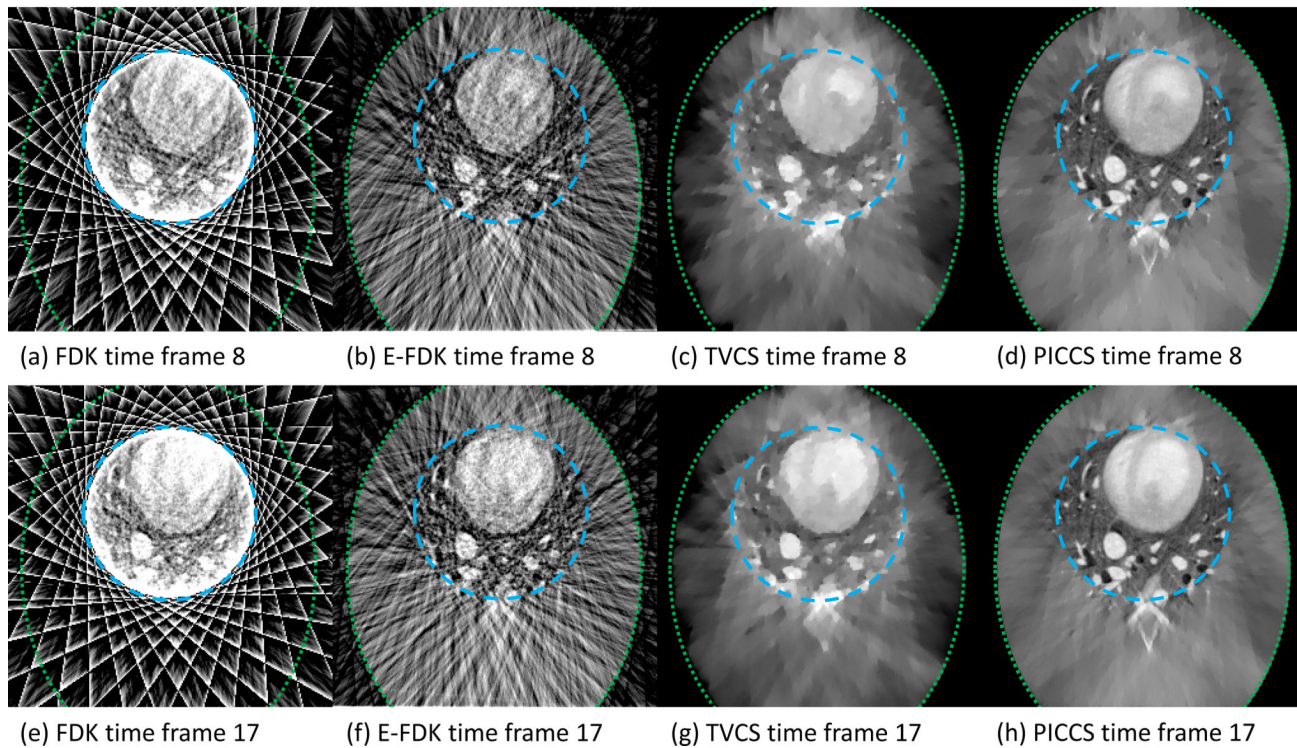 (a) FDK time frame 8
(b) E-FDK time frame 8
(c) TVCS time frame 8
(d) PICCS time frame 8
(e) FDK time frame 17
(f) E-FDK time frame 17
(g) TVCS time frame 17
(h) PICCS time frame 17